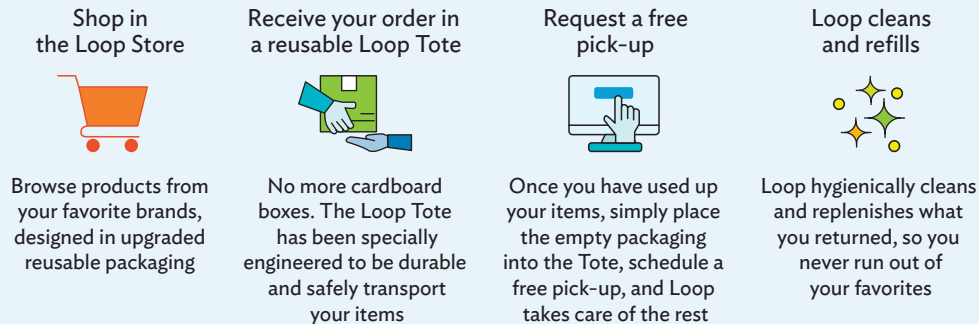 Shop in
the Loop Store
Browse products from
your favorite brands,
designed in upgraded
reusable packaging
Receive your order in
a reusable Loop Tote
No more cardboard
boxes. The Loop Tote
has been specially
engineered to be durable
and safely transport
your items
Request a free
pick-up
Once you have used up
your items, simply place
the empty packaging
into the Tote, schedule a
free pick-up, and Loop
takes care of the rest
Loop cleans
and refills
Loop hygienically cleans
and replenishes what
you returned, so you
never run out of
your favorites